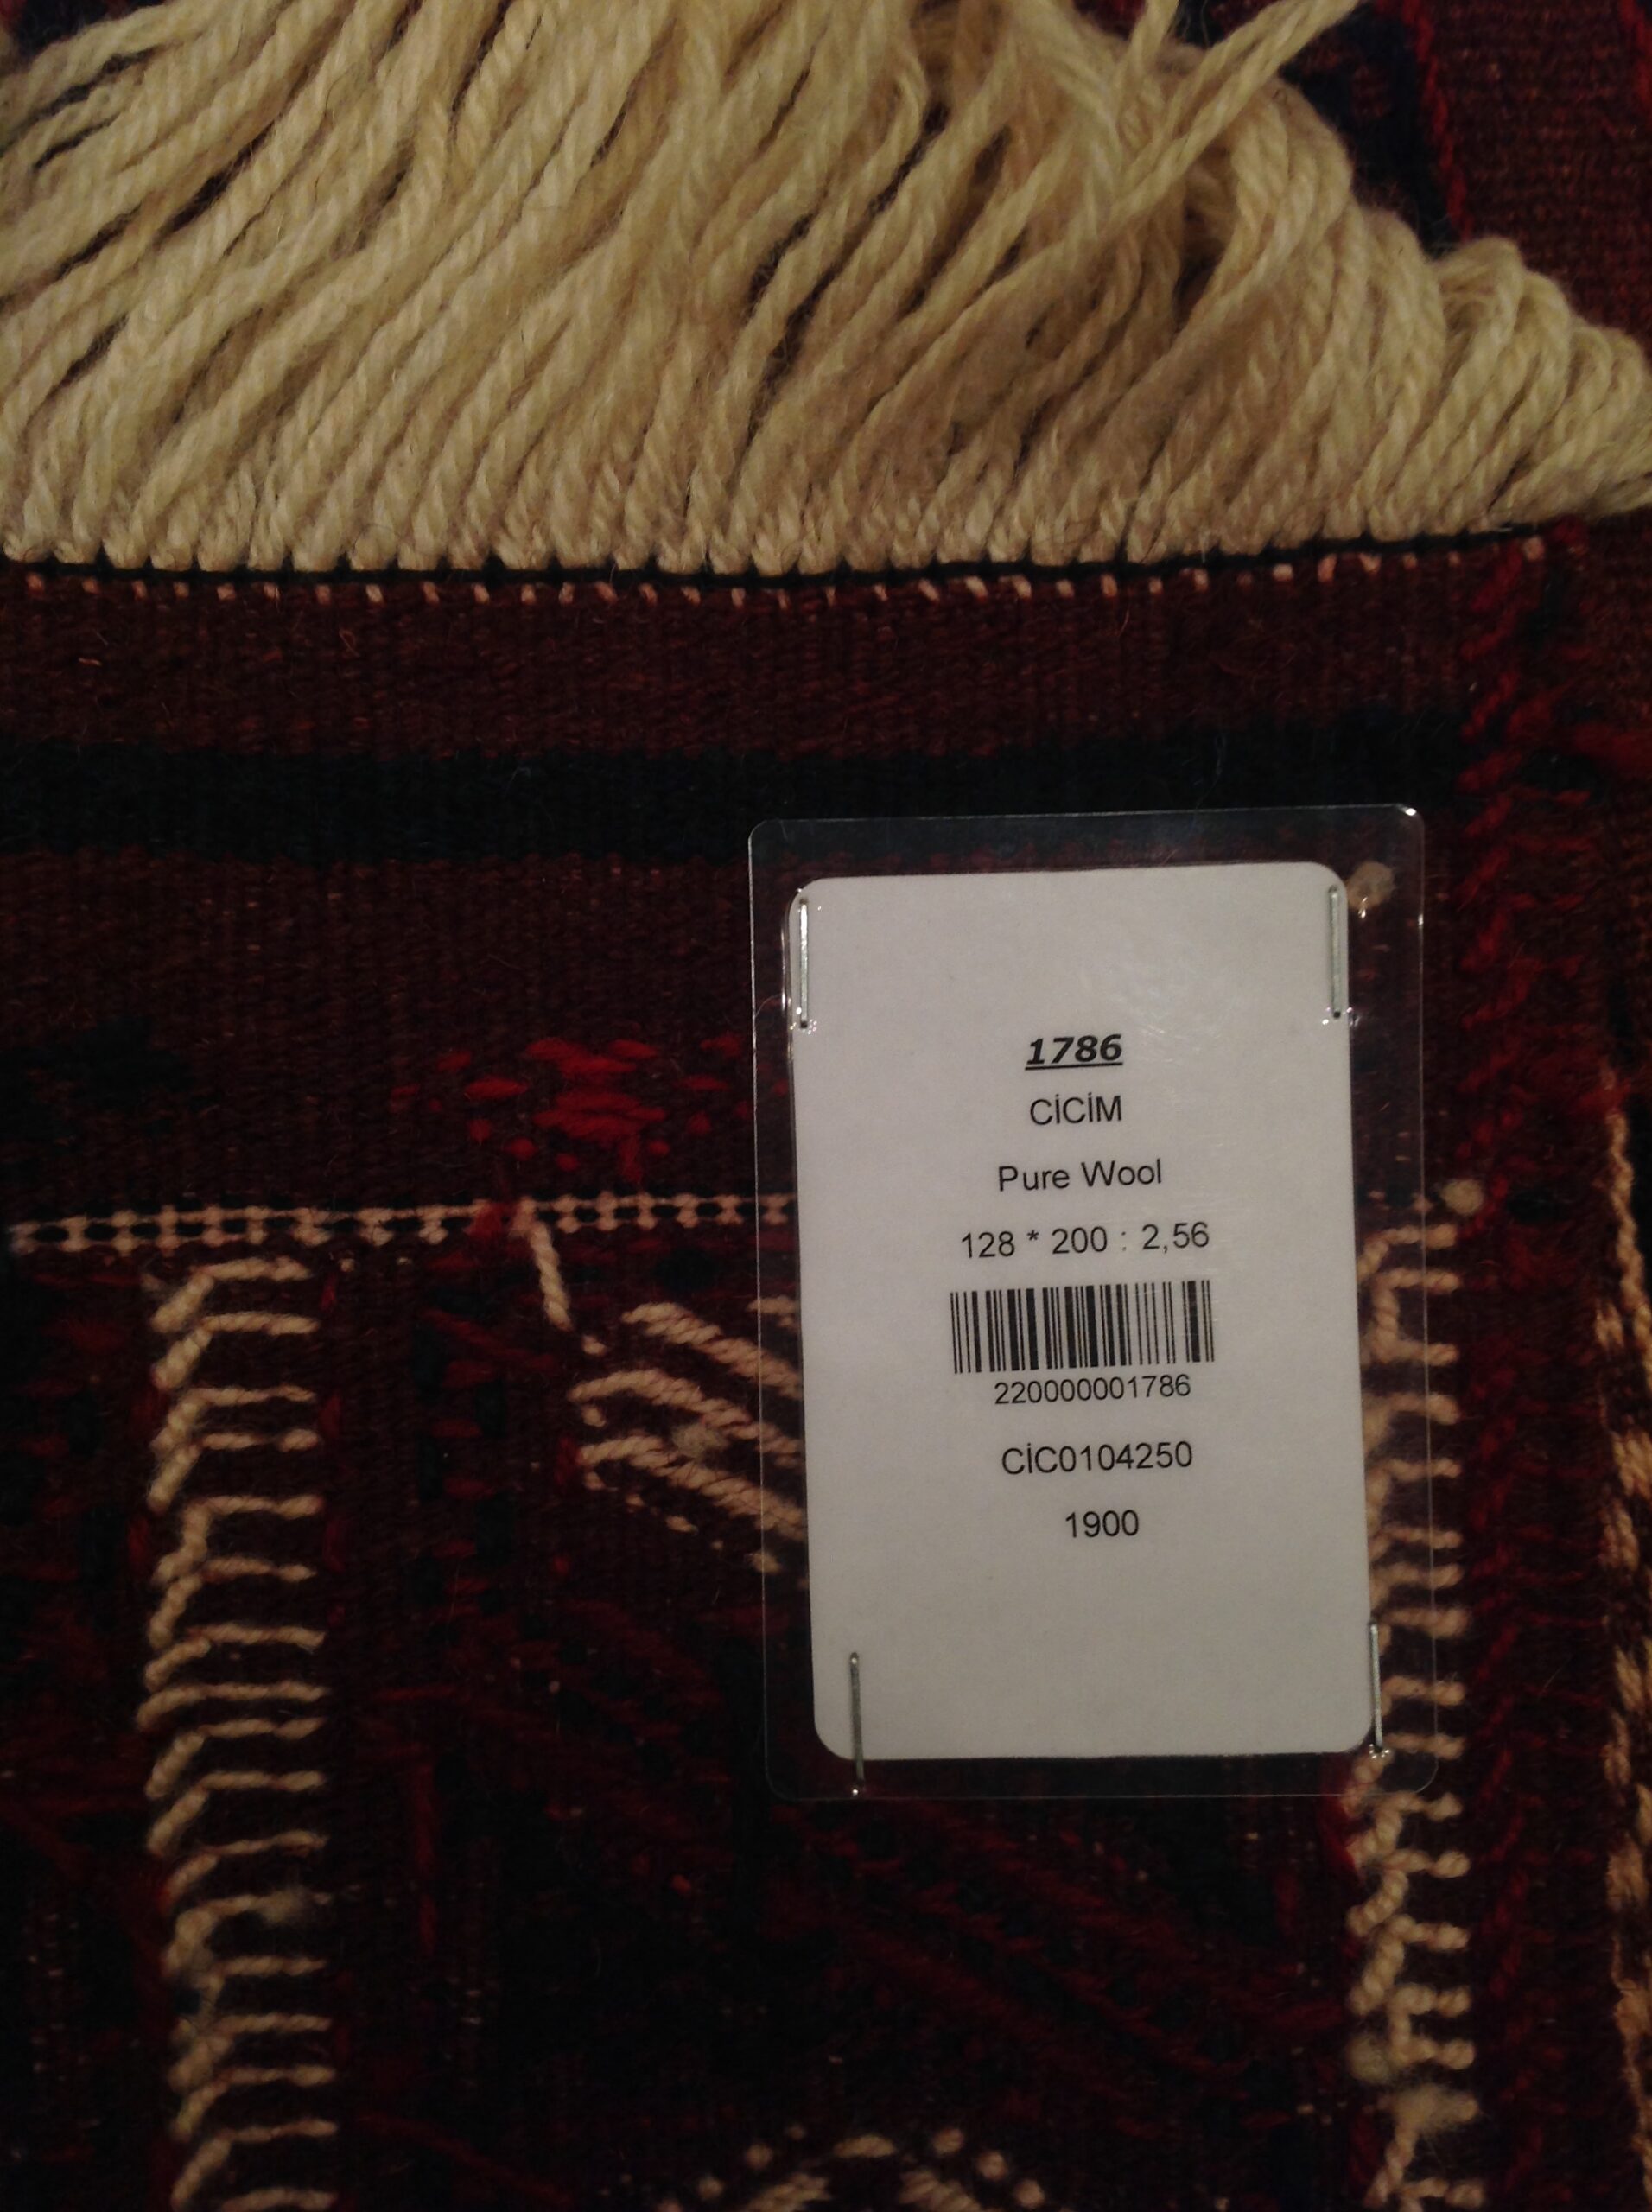 1786
CİCİM
Pure Wool
128 * 200 : 2,56
220000001786
CİC0104250
1900